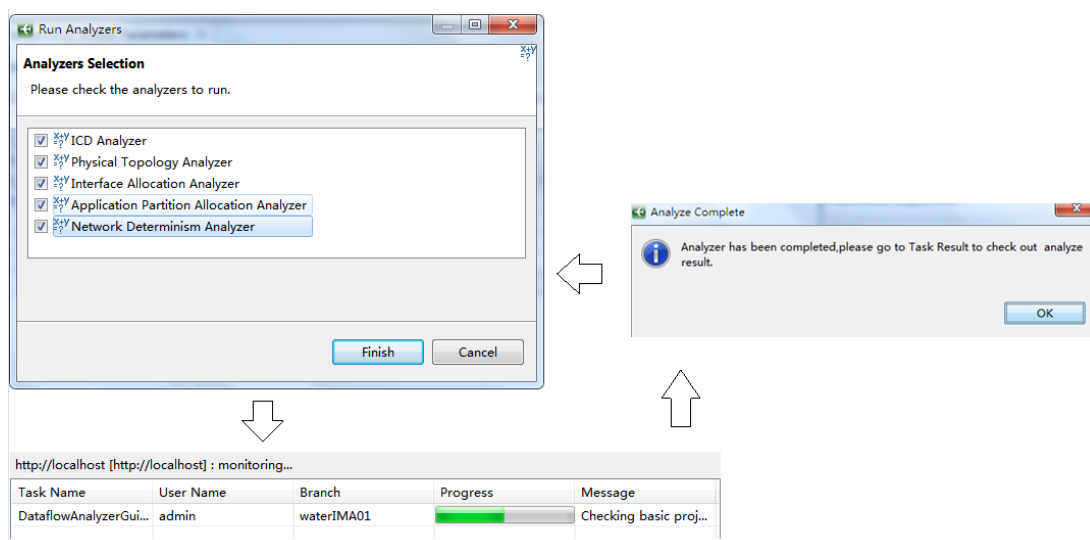 Run Analyzers
X+Y
=?
Analyzers Selection
Please check the analyzers to run.
X+Y
=?
ICD Analyzer
X+Y
=?
Physical Topology Analyzer
X+Y
=?
Interface Allocation Analyzer
X+Y
=?
Application Partition Allocation Analyzer
X+Y
=?
Network Determinism Analyzer
Finish Cancel
Analyze Complete
Analyzer has been completed,please go to Task Result to check out analyze
result.
OK
http://localhost [http://localhost] : monitoring...
Task Name User Name Branch Progress Message
DataflowAnalyzerGui... admin waterIMA01 Checking basic proj...